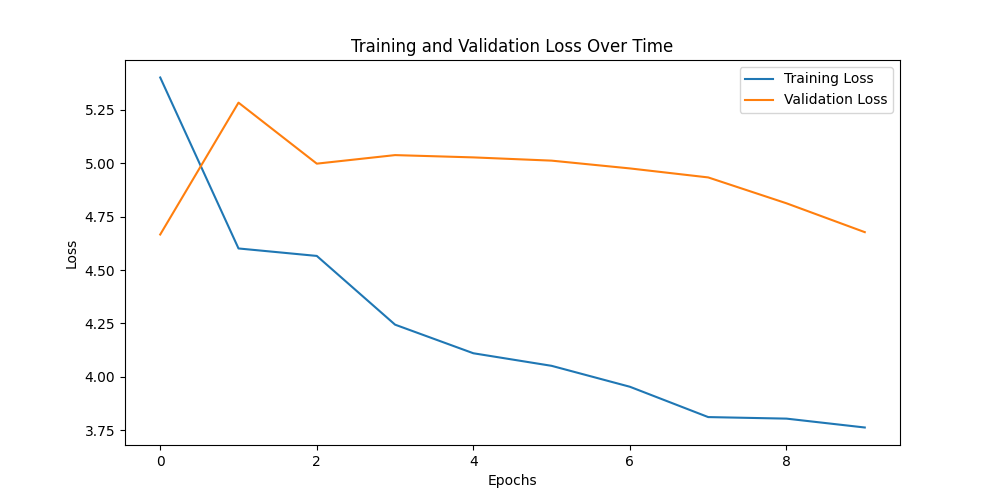 Training and Validation Loss Over Time
Training Loss
Validation Loss
Loss
5.25
5.00
4.75
4.50
4.25
4.00
3.75
0 2 4 6 8
Epochs